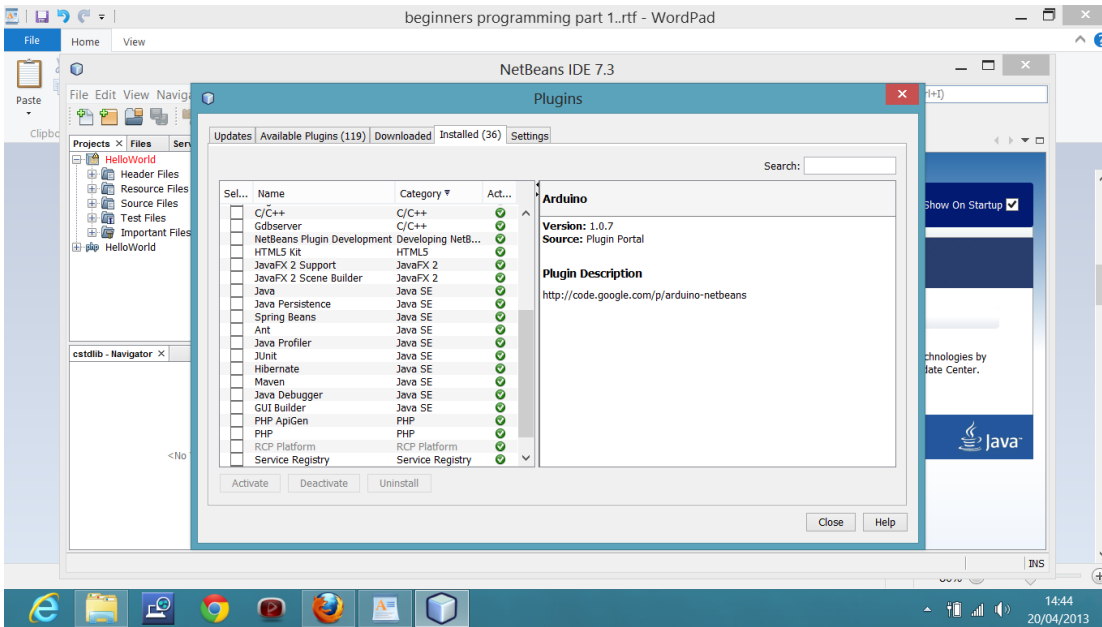 beginners programming part 1..rtf - WordPad
File Home View
Paste
NetBeans IDE 7.3
File Edit View
Plugins
Updates Available Plugins (119) Downloaded Installed (36) Settings
Search:
Projects Files
HelloWorld
Header Files
Resource Files
Source Files
Test Files
Important Files
php HelloWorld
cstdlib - Navigator
<No
Sel... Name Category Act...
C/C++ C/C++
Gdbserver C/C++
NetBeans Plugin Development Developing NetB...
HTML5 Kit HTML5
JavaFX 2 Support JavaFX 2
JavaFX 2 Scene Builder JavaFX 2
Java Java SE
Java Persistence Java SE
Spring Beans Java SE
Ant Java SE
Java Profiler Java SE
JUnit Java SE
Hibernate Java SE
Maven Java SE
Java Debugger Java SE
GUI Builder Java SE
PHP ApiGen PHP
PHP PHP
RCP Platform RCP Platform
Service Registry Service Registry
Arduino
Version: 1.0.7
Source: Plugin Portal
Plugin Description
http://code.google.com/p/arduino-netbeans
Activate Deactivate Uninstall
Close Help
Show On Startup
chnologies by
date Center.
Java
INS
14:44
20/04/2013